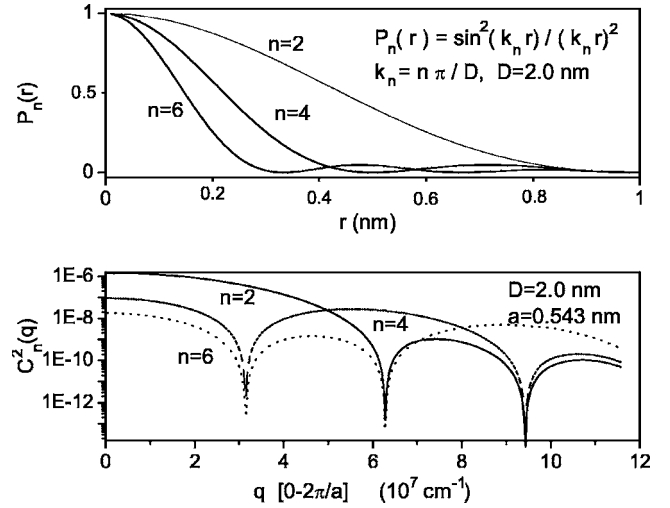 1
0.5
0
P_n(r)
n=2
n=4
n=6
P_n(r) = sin²(k_n r) / (k_n r)²
k_n = n π / D, D=2.0 nm
0 0.2 0.4 0.6 0.8 1
r (nm)
1E-6
1E-8
1E-10
1E-12
C²_n(q)
n=2
n=4
n=6
D=2.0 nm
a=0.543 nm
0 2 4 6 8 10 12
q [0-2π/a] (10⁷ cm⁻¹)